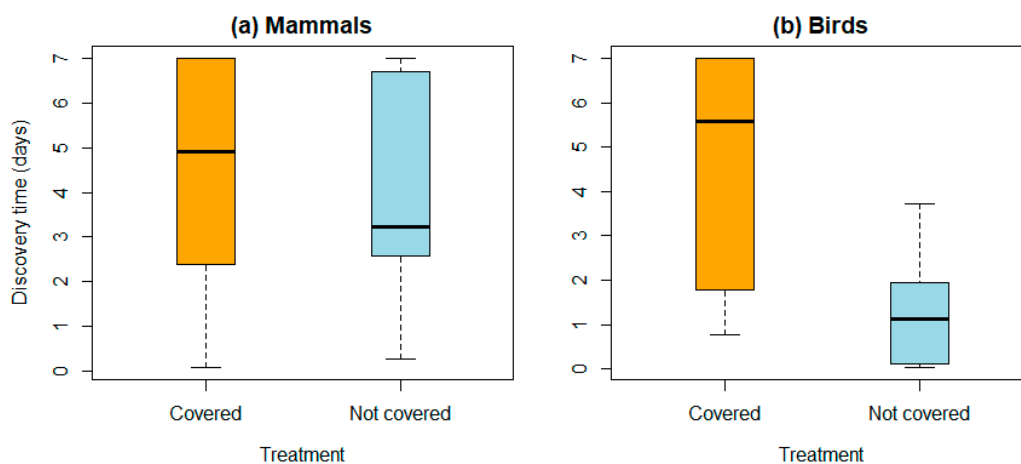 (a) Mammals
Discovery time (days)
7
6
5
4
3
2
1
0
Covered
Not covered
Treatment
(b) Birds
7
6
5
4
3
2
1
0
Covered
Not covered
Treatment